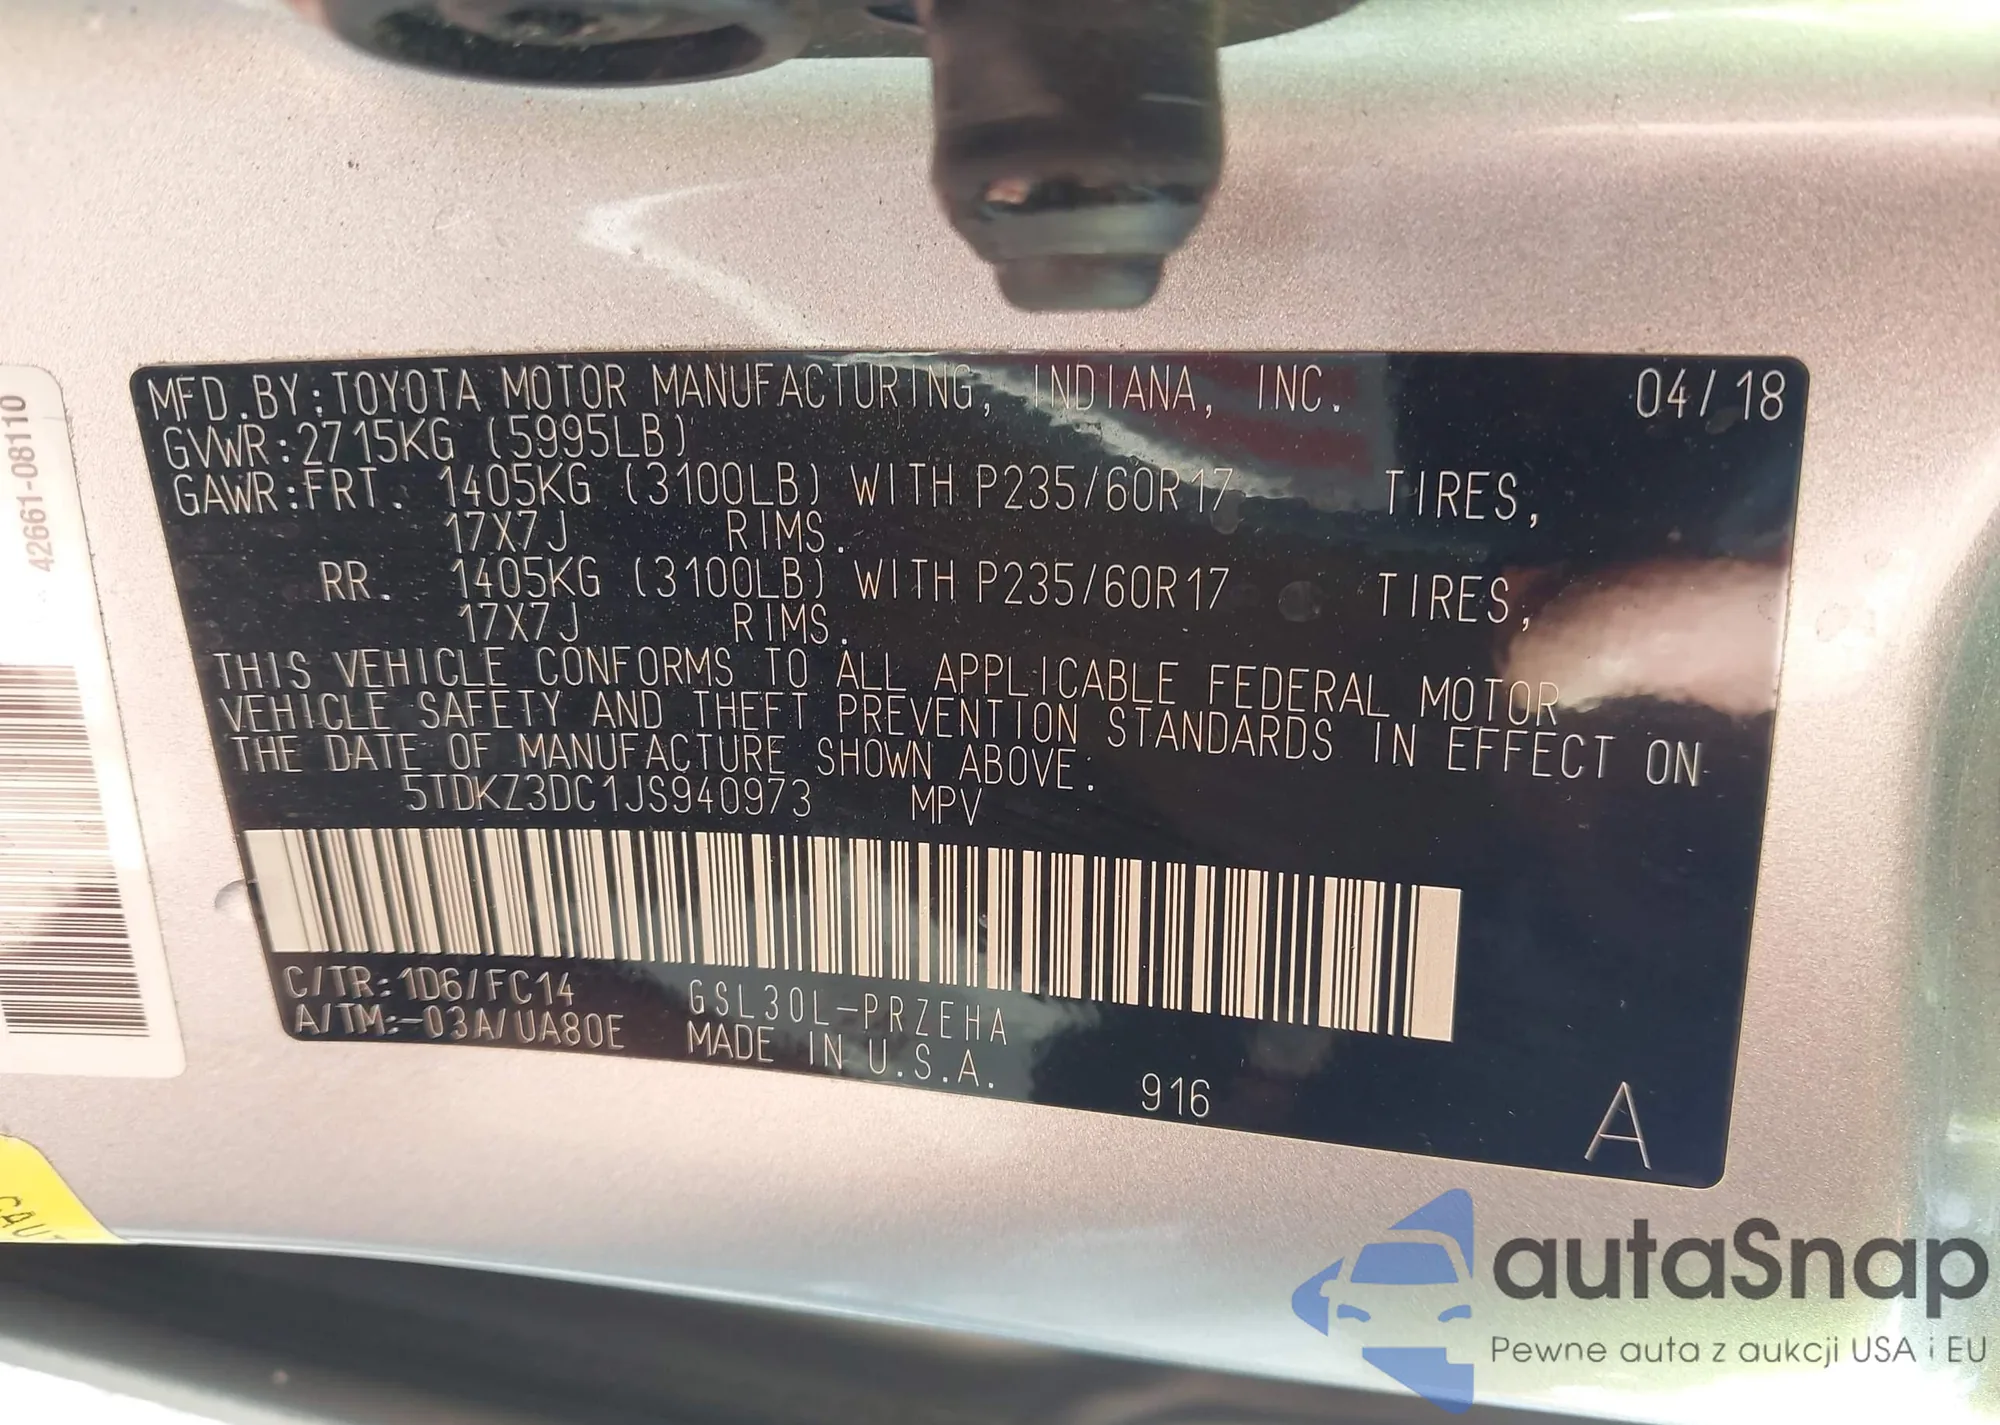 MFD.BY:TOYOTA MOTOR MANUFACTURING, INDIANA, INC. 04/18
GVWR:2715KG (5995LB)
GAWR:FRT. 1405KG (3100LB) WITH P235/60R17 TIRES,
17X7J RIMS.
RR. 1405KG (3100LB) WITH P235/60R17 TIRES,
17X7J RIMS.
THIS VEHICLE CONFORMS TO ALL APPLICABLE FEDERAL MOTOR
VEHICLE SAFETY AND THEFT PREVENTION STANDARDS IN EFFECT ON
THE DATE OF MANUFACTURE SHOWN ABOVE:
5TDKZ3DC1JS940973 MPV
C/TR:1D6/FC14 GSL30L-PRZEHA
A/TM:-03A/UA80E MADE IN U.S.A.
916 A
42661-08110
CAU
autaSnap
Pewne auta z aukcji USA i EU